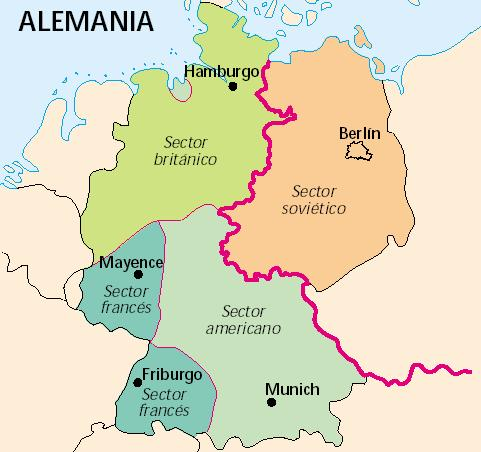 ALEMANIA
Hamburgo
Sector
británico
Berlín
Sector
soviético
Mayence
Sector
francés
Sector
americano
Friburgo
Sector
francés
Munich